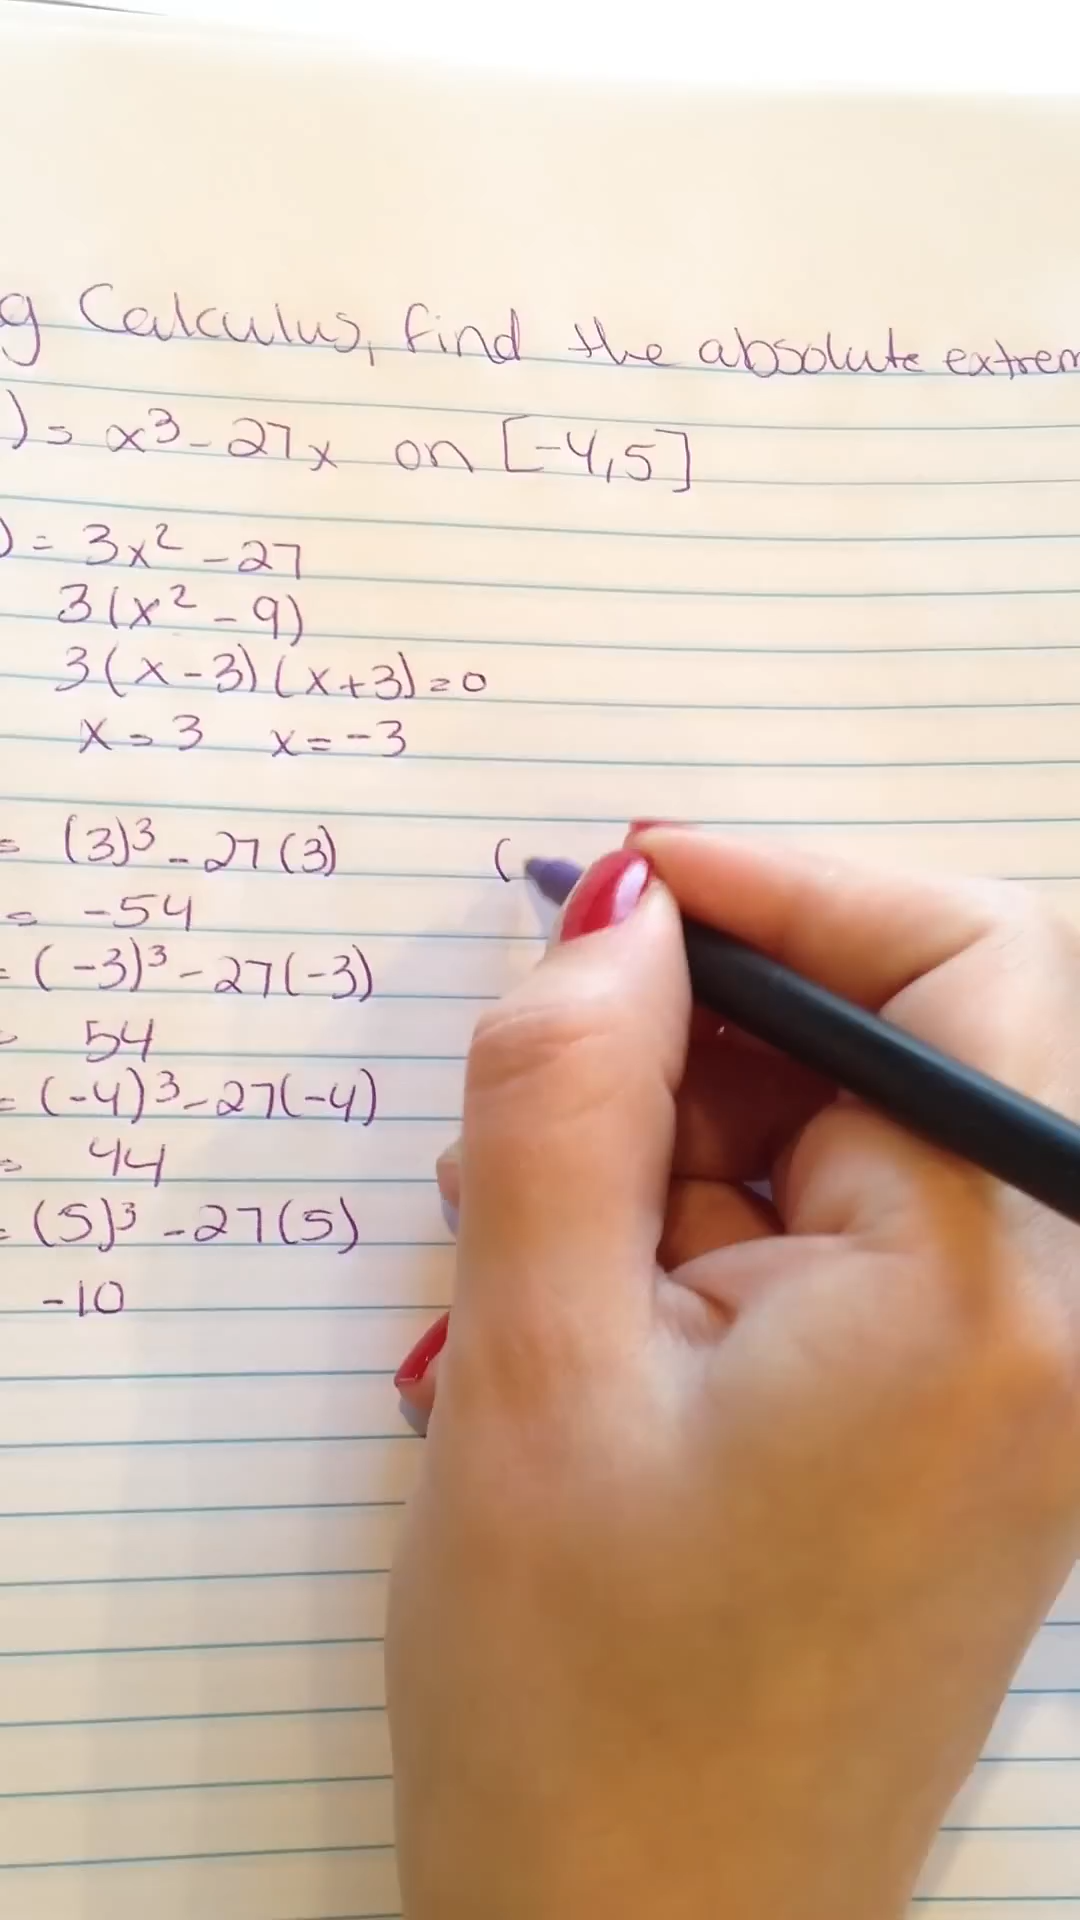 g Calculus, find the absolute extrem
) = x³ - 27x on [-4,5]
) = 3x² - 27
3(x² - 9)
3(x-3)(x+3)=0
x = 3 x = -3
= (3)³ - 27(3) (
= -54
= (-3)³ - 27(-3)
= 54
= (-4)³ - 27(-4)
= 44
= (5)³ - 27(5)
-10